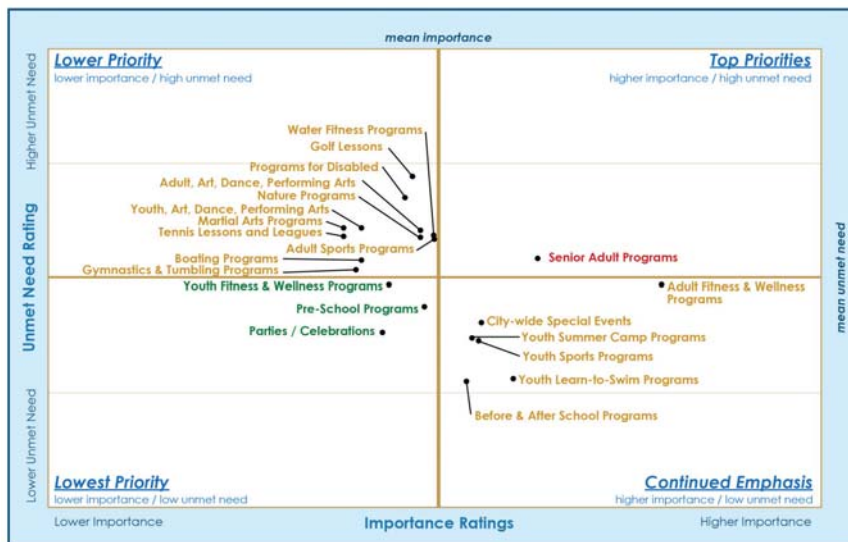 mean importance
Lower Priority
lower importance / high unmet need
Top Priorities
higher importance / high unmet need
Higher Unmet Need
Unmet Need Rating
Lower Unmet Need
mean unmet need
Water Fitness Programs
Golf Lessons
Programs for Disabled
Adult, Art, Dance, Performing Arts
Nature Programs
Youth, Art, Dance, Performing Arts
Martial Arts Programs
Tennis Lessons and Leagues
Adult Sports Programs
Boating Programs
Gymnastics & Tumbling Programs
Senior Adult Programs
Youth Fitness & Wellness Programs
Adult Fitness & Wellness
Programs
Pre-School Programs
City-wide Special Events
Parties / Celebrations
Youth Summer Camp Programs
Youth Sports Programs
Youth Learn-to-Swim Programs
Before & After School Programs
Lowest Priority
lower importance / low unmet need
Continued Emphasis
higher importance / low unmet need
Lower Importance
Importance Ratings
Higher Importance